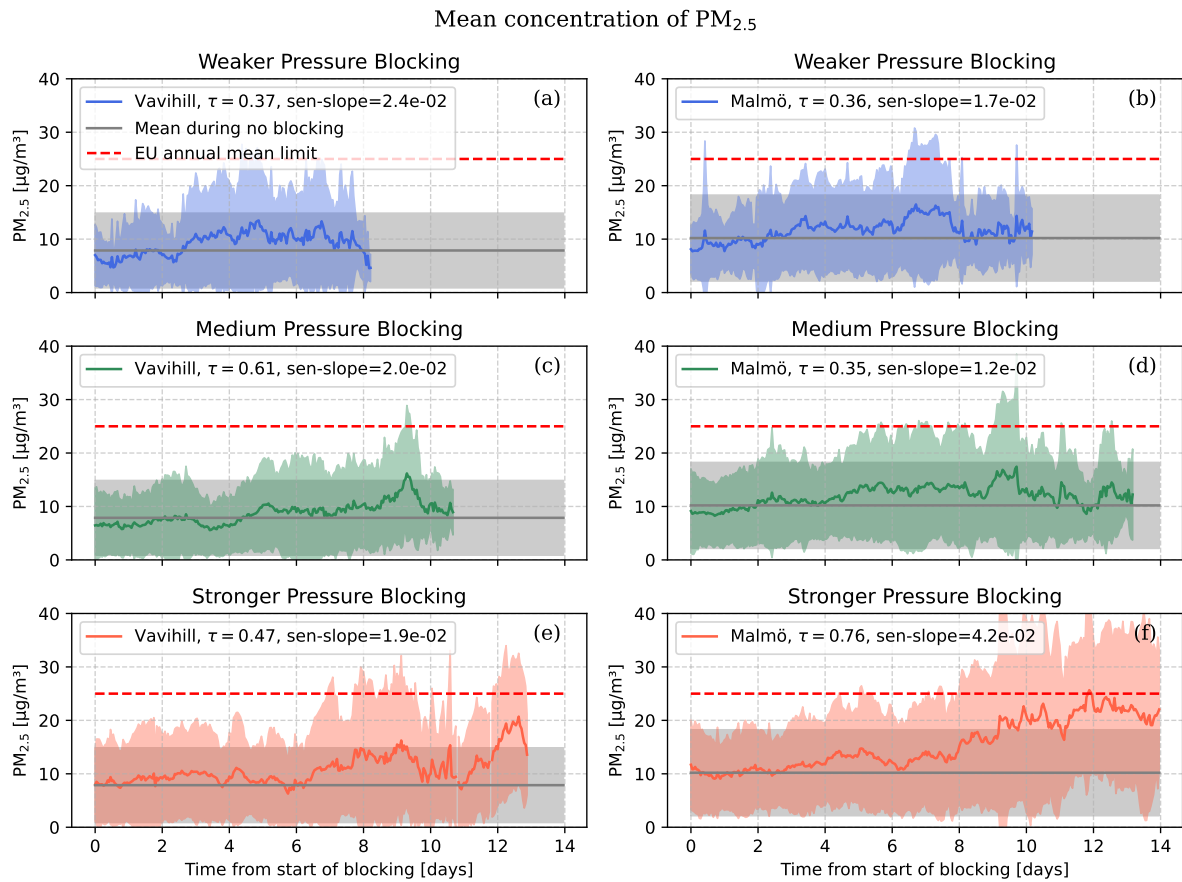 Mean concentration of PM₂.₅
Weaker Pressure Blocking
40
30
20
10
0
PM₂.₅ [µg/m³]
Vavihill, τ = 0.37, sen-slope=2.4e-02
Mean during no blocking
EU annual mean limit
(a)
Weaker Pressure Blocking
40
30
20
10
0
PM₂.₅ [µg/m³]
Malmö, τ = 0.36, sen-slope=1.7e-02
(b)
Medium Pressure Blocking
40
30
20
10
0
PM₂.₅ [µg/m³]
Vavihill, τ = 0.61, sen-slope=2.0e-02
(c)
Medium Pressure Blocking
40
30
20
10
0
PM₂.₅ [µg/m³]
Malmö, τ = 0.35, sen-slope=1.2e-02
(d)
Stronger Pressure Blocking
40
30
20
10
0
PM₂.₅ [µg/m³]
Vavihill, τ = 0.47, sen-slope=1.9e-02
(e)
0 2 4 6 8 10 12 14
Time from start of blocking [days]
Stronger Pressure Blocking
40
30
20
10
0
PM₂.₅ [µg/m³]
Malmö, τ = 0.76, sen-slope=4.2e-02
(f)
0 2 4 6 8 10 12 14
Time from start of blocking [days]